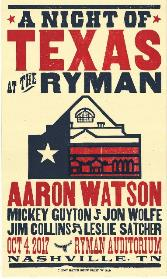 A NIGHT OF
TEXAS
AT THE RYMAN
AARON WATSON
MICKEY GUYTON & JON WOLFE
JIM COLLINS & LESLIE SATCHER
OCT 4, 2017 RYMAN AUDITORIUM
NASHVILLE, TN